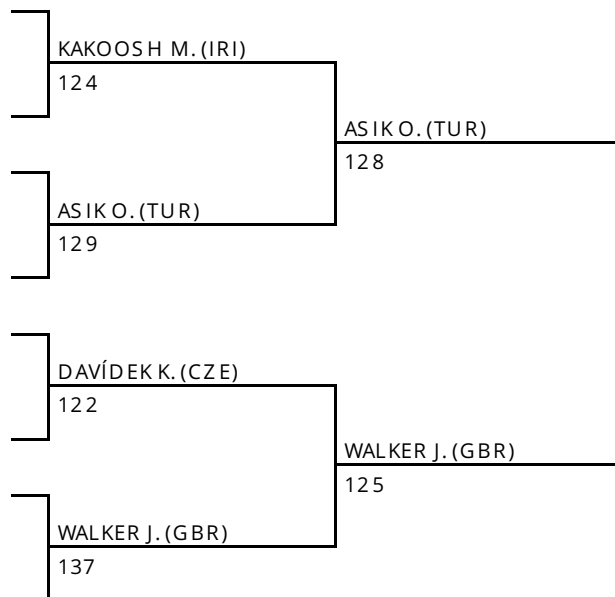 KAKOOSH M. (IRI)
124
ASIK O. (TUR)
128
ASIK O. (TUR)
129
DAVÍDEK K. (CZE)
122
WALKER J. (GBR)
125
WALKER J. (GBR)
137